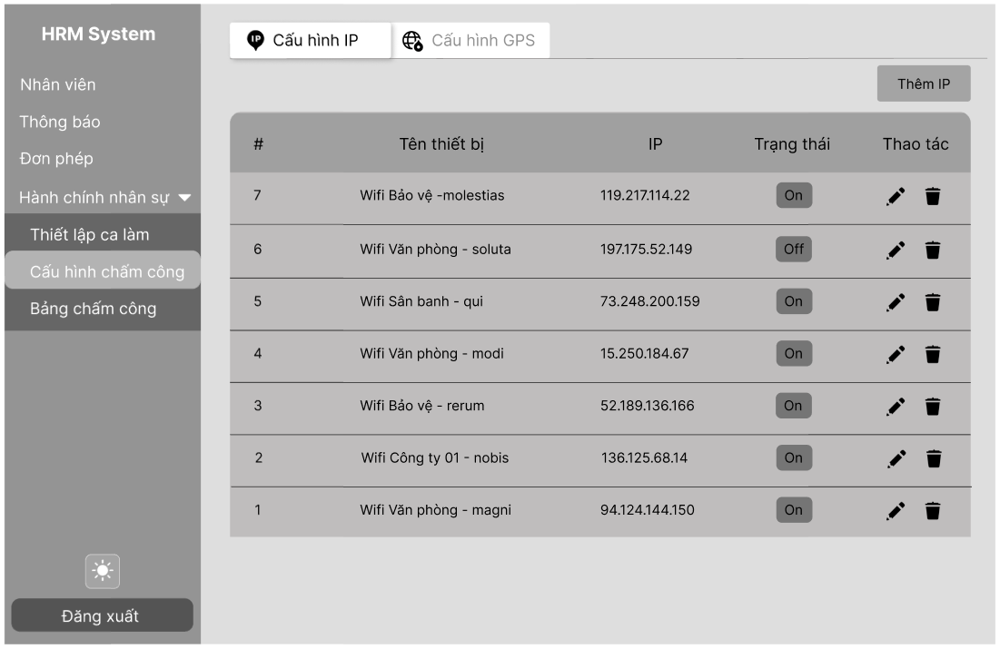 HRM System
Nhân viên
Thông báo
Đơn phép
Hành chính nhân sự
Thiết lập ca làm
Cấu hình chấm công
Bảng chấm công
Đăng xuất
IP Cấu hình IP Cấu hình GPS
Thêm IP
# Tên thiết bị IP Trạng thái Thao tác
7 Wifi Bảo vệ -molestias 119.217.114.22 On
6 Wifi Văn phòng - soluta 197.175.52.149 Off
5 Wifi Sân banh - qui 73.248.200.159 On
4 Wifi Văn phòng - modi 15.250.184.67 On
3 Wifi Bảo vệ - rerum 52.189.136.166 On
2 Wifi Công ty 01 - nobis 136.125.68.14 On
1 Wifi Văn phòng - magni 94.124.144.150 On